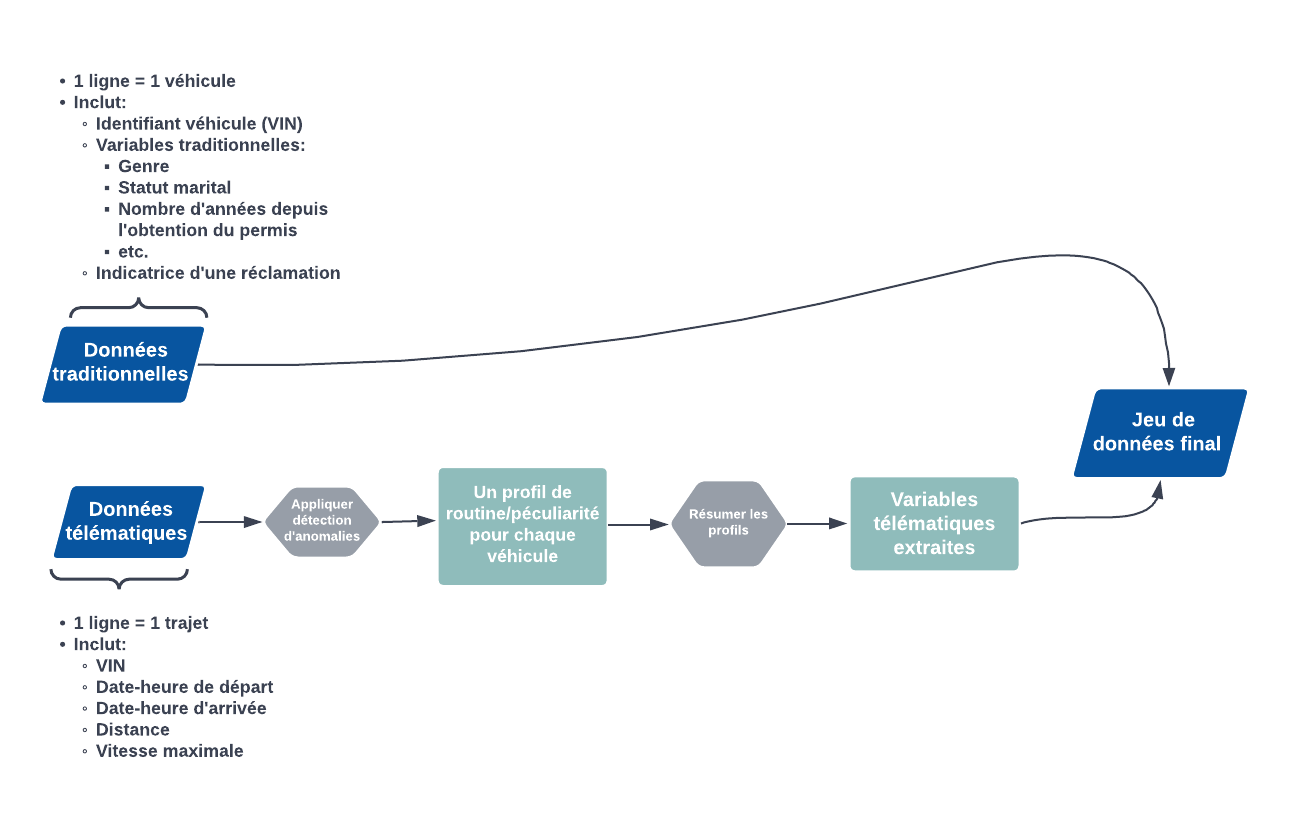 • 1 ligne = 1 véhicule
• Inclut:
◦ Identifiant véhicule (VIN)
◦ Variables traditionnelles:
▪ Genre
▪ Statut marital
▪ Nombre d'années depuis
l'obtention du permis
▪ etc.
◦ Indicatrice d'une réclamation
Données
traditionnelles
Jeu de
données final
Données
télématiques
Appliquer
détection
d'anomalies
Un profil de
routine/péculiarité
pour chaque
véhicule
Résumer les
profils
Variables
télématiques
extraites
• 1 ligne = 1 trajet
• Inclut:
◦ VIN
◦ Date-heure de départ
◦ Date-heure d'arrivée
◦ Distance
◦ Vitesse maximale